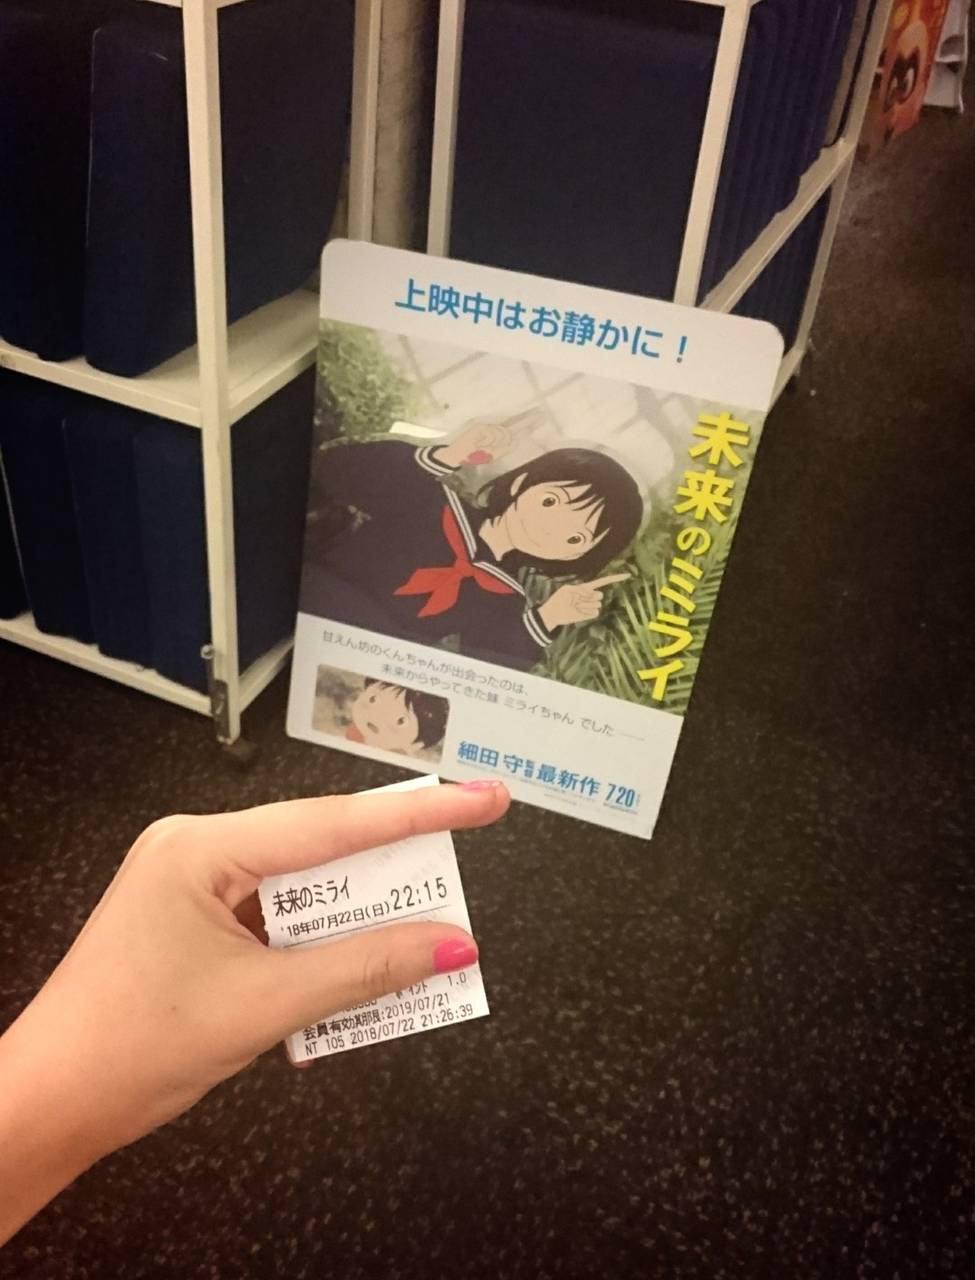 上映中はお静かに！
未来のミライ
甘えん坊のくんちゃんが出会ったのは、
未来からやってきた妹 ミライちゃん でした
細田 守 監督 最新作 7.20
未来のミライ
'18年07月22日(日) 22:15
イント 1.0
会員有効期限:2019/07/21
NT 105 2018/07/22 21:26:39